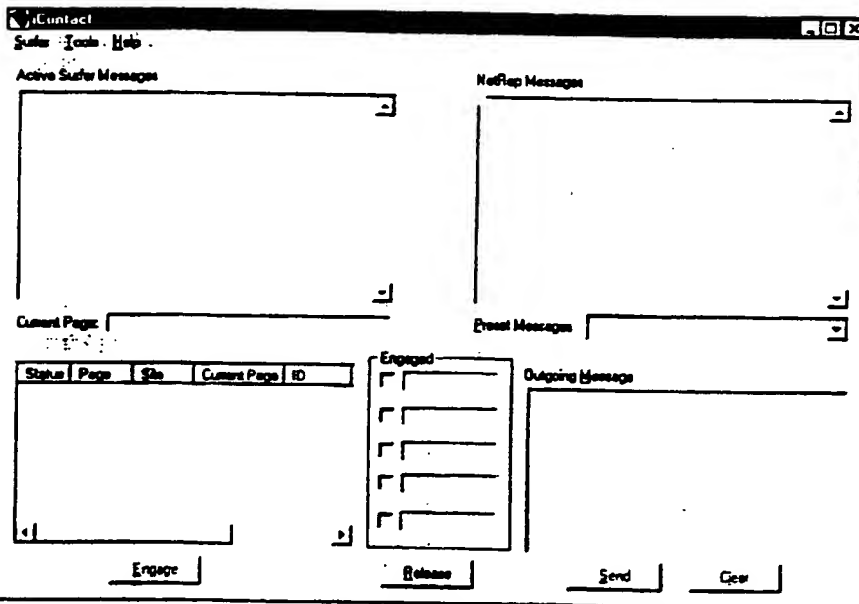 iContact
Surfer Tools Help
Active Surfer Messages
NetRep Messages
Current Page:
Preset Messages
Status Page Site Current Page ID
Engaged
Outgoing Message
Engage
Release
Send
Clear